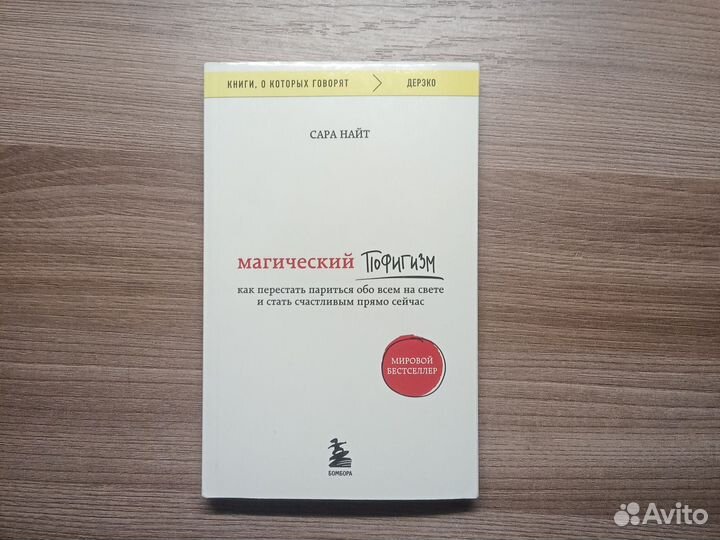 КНИГИ, О КОТОРЫХ ГОВОРЯТ > ДЕРЗКО
САРА НАЙТ
магический ПОФИГИЗМ
как перестать париться обо всем на свете
и стать счастливым прямо сейчас
МИРОВОЙ
БЕСТСЕЛЛЕР
БОМБОРА
Avito